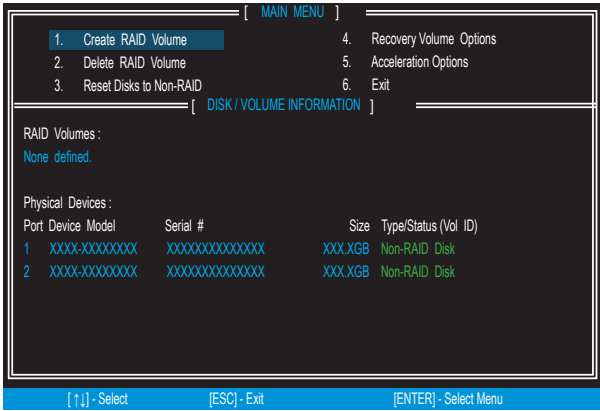 [ MAIN MENU ]
1. Create RAID Volume 4. Recovery Volume Options
2. Delete RAID Volume 5. Acceleration Options
3. Reset Disks to Non-RAID 6. Exit
[ DISK / VOLUME INFORMATION ]
RAID Volumes :
None defined.
Physical Devices :
Port Device Model Serial # Size Type/Status (Vol ID)
1 XXXX-XXXXXXXX XXXXXXXXXXXXXX XXX.XGB Non-RAID Disk
2 XXXX-XXXXXXXX XXXXXXXXXXXXXX XXX.XGB Non-RAID Disk
[ ↑↓] - Select [ESC] - Exit [ENTER] - Select Menu